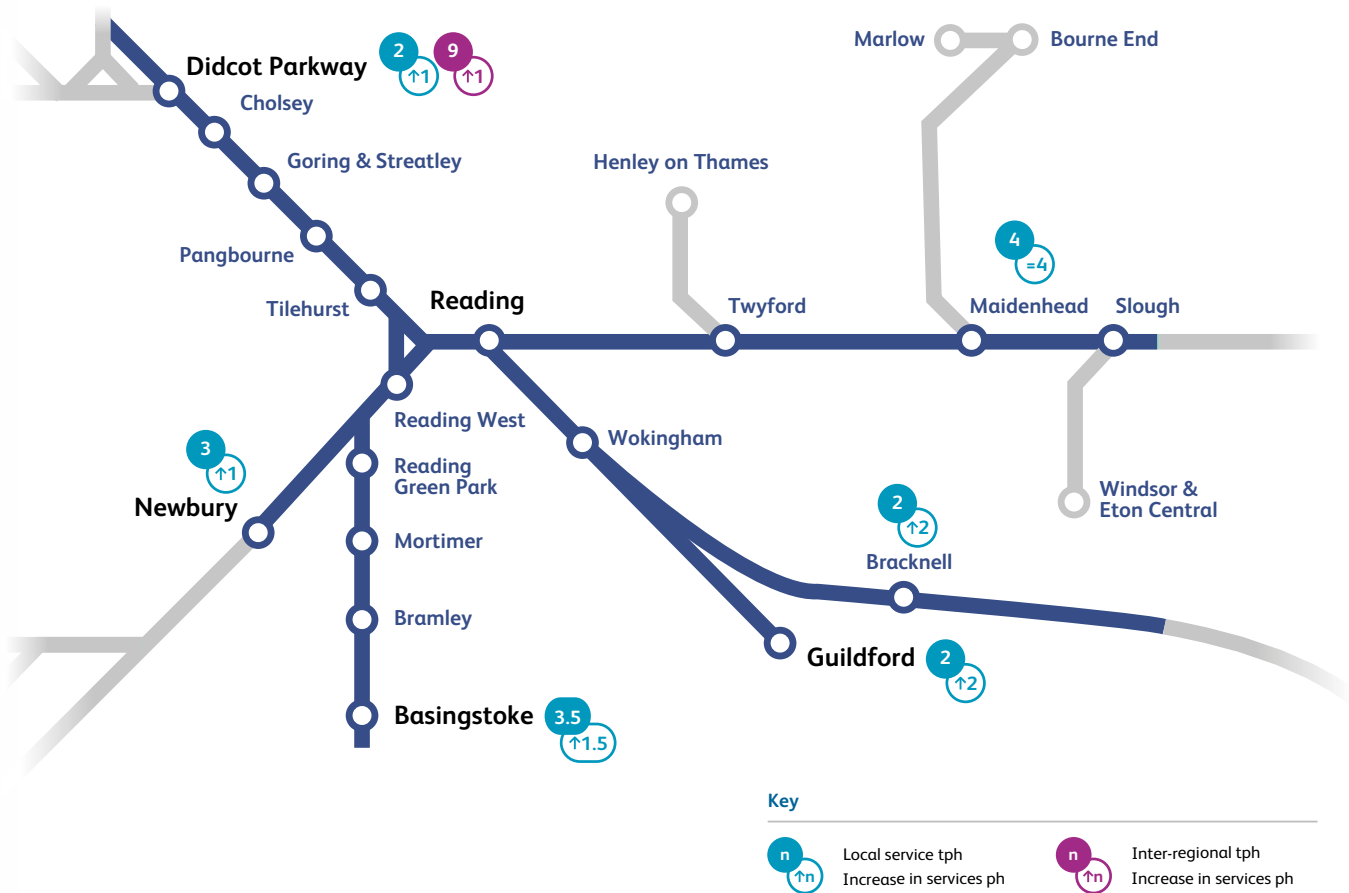 Marlow
Bourne End
Didcot Parkway
2
↑1
9
↑1
Cholsey
Goring & Streatley
Henley on Thames
Pangbourne
4
=4
Tilehurst
Reading
Twyford
Maidenhead
Slough
Reading West
Wokingham
3
↑1
Reading
Green Park
Newbury
Windsor &
Eton Central
2
↑2
Mortimer
Bracknell
Bramley
Guildford
2
↑2
Basingstoke
3.5
↑1.5
Key
n
↑n
Local service tph
Increase in services ph
n
↑n
Inter-regional tph
Increase in services ph